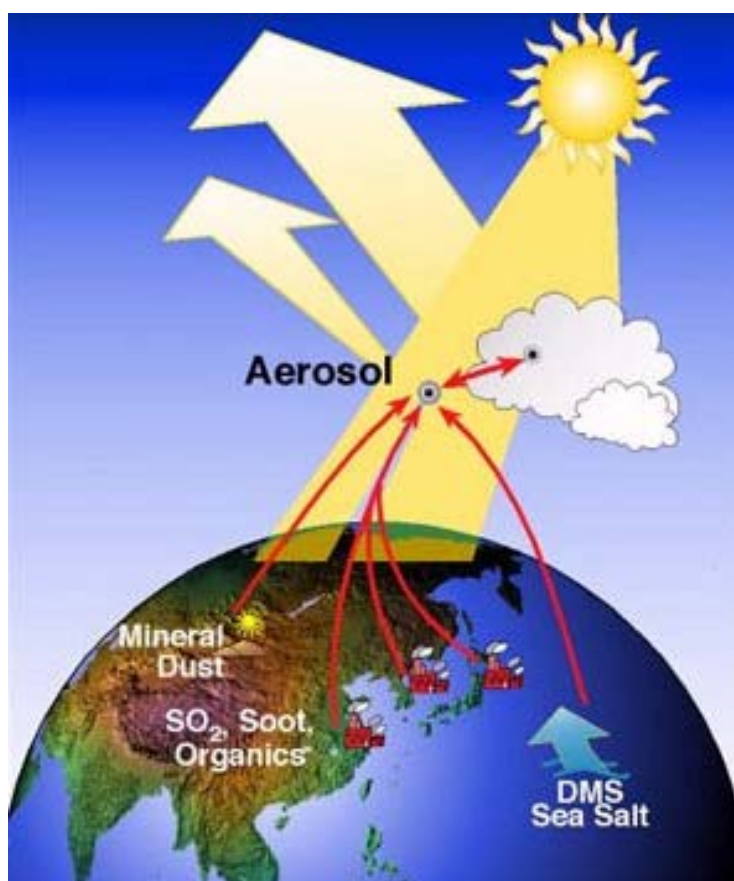 Aerosol
Mineral
Dust
SO₂, Soot,
Organics
DMS
Sea Salt